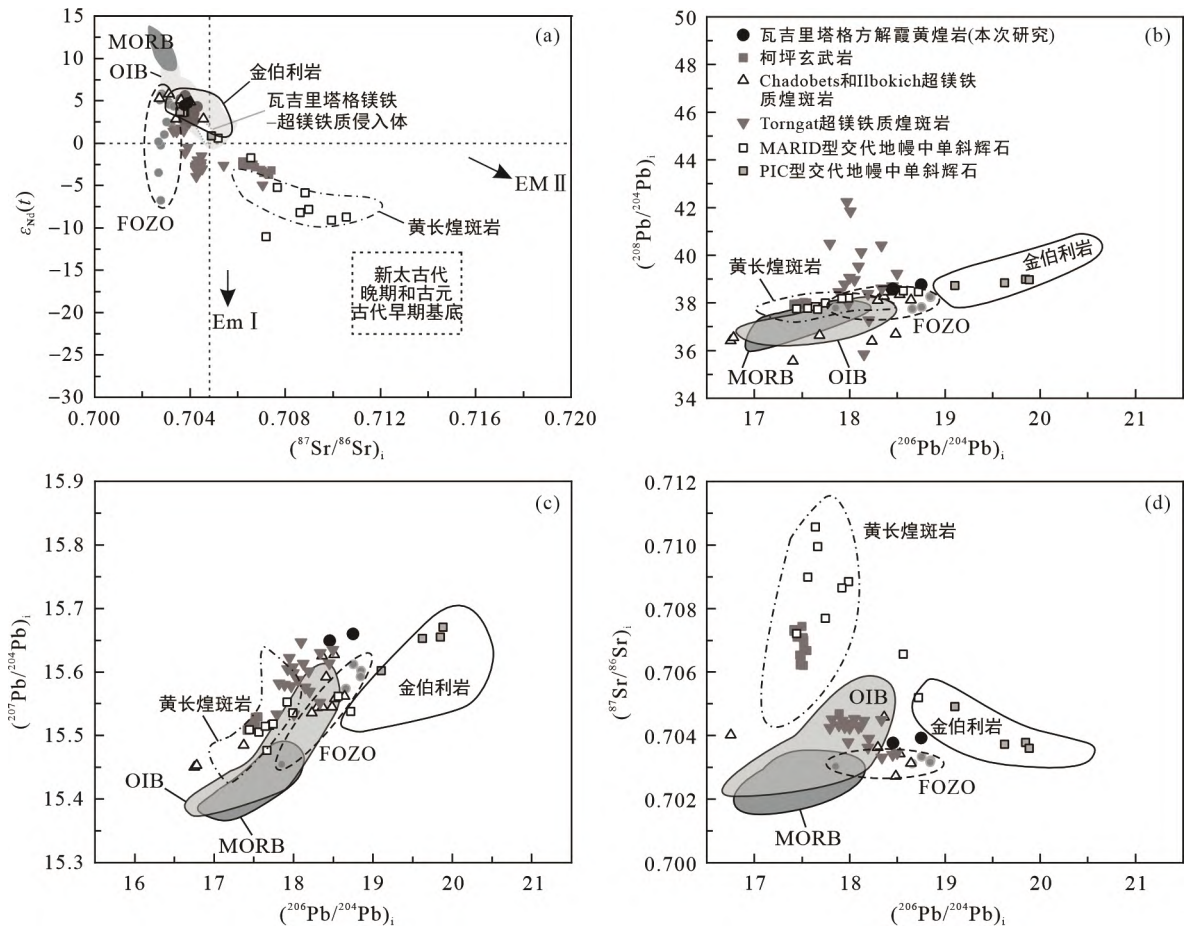 (a)
15
10
5
0
−5
−10
−15
−20
−25
−30
εNd(t)
MORB
OIB
金伯利岩
瓦吉里塔格镁铁
–超镁铁质侵入体
EM Ⅱ
FOZO
黄长煌斑岩
新太古代
晚期和古元
古代早期基底
Em Ⅰ
0.700 0.704 0.708 0.712 0.716 0.720
(87Sr/86Sr)i
(b)
50
48
46
44
42
40
38
36
34
(208Pb/204Pb)i
瓦吉里塔格方解霞黄煌岩(本次研究)
柯坪玄武岩
Chadobets和Ilbokich超镁铁
质煌斑岩
Torngat超镁铁质煌斑岩
MARID型交代地幔中单斜辉石
PIC型交代地幔中单斜辉石
黄长煌斑岩
金伯利岩
FOZO
MORB
OIB
17 18 19 20 21
(206Pb/204Pb)i
(c)
15.9
15.8
15.7
15.6
15.5
15.4
15.3
(207Pb/204Pb)i
黄长煌斑岩
金伯利岩
FOZO
OIB
MORB
16 17 18 19 20 21
(206Pb/204Pb)i
(d)
0.712
0.710
0.708
0.706
0.704
0.702
0.700
(87Sr/86Sr)i
黄长煌斑岩
OIB
金伯利岩
FOZO
MORB
17 18 19 20 21
(206Pb/204Pb)i